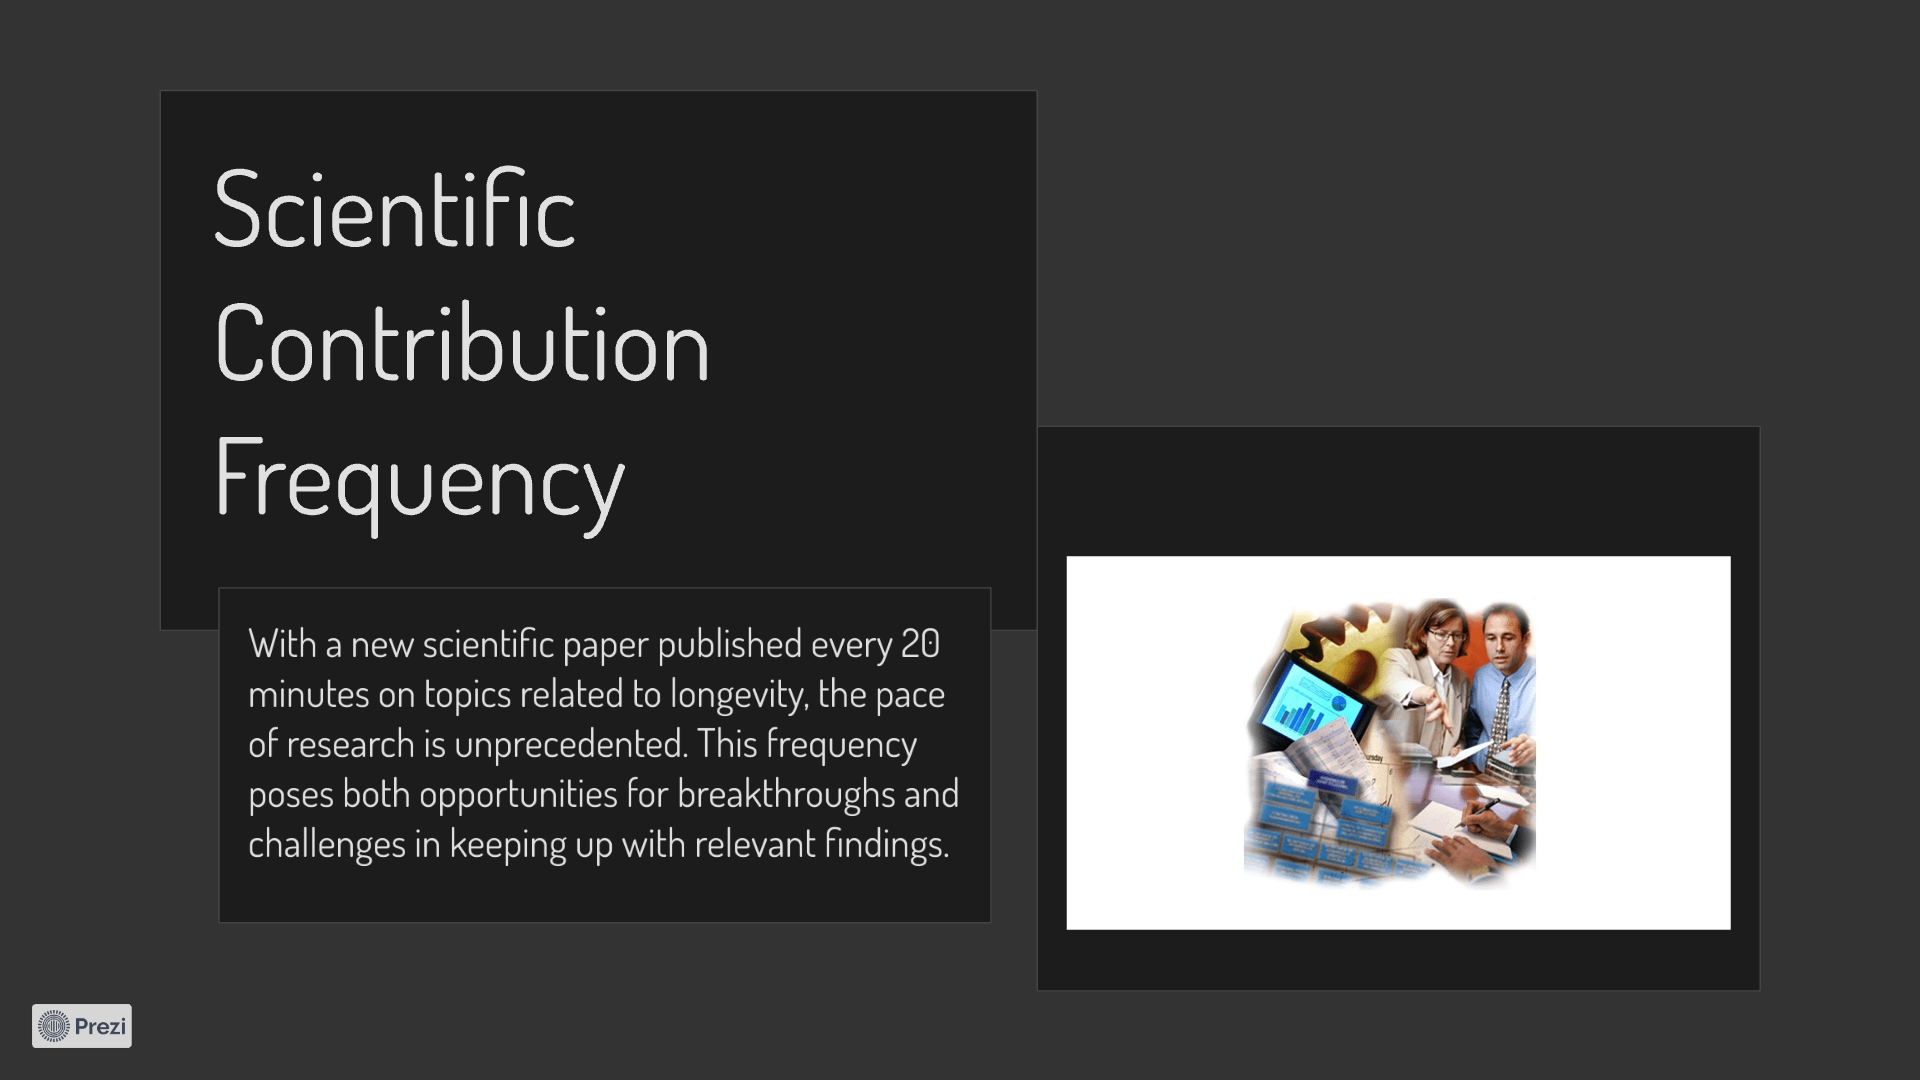 Scientific
Contribution
Frequency
With a new scientific paper published every 20
minutes on topics related to longevity, the pace
of research is unprecedented. This frequency
poses both opportunities for breakthroughs and
challenges in keeping up with relevant findings.
Prezi